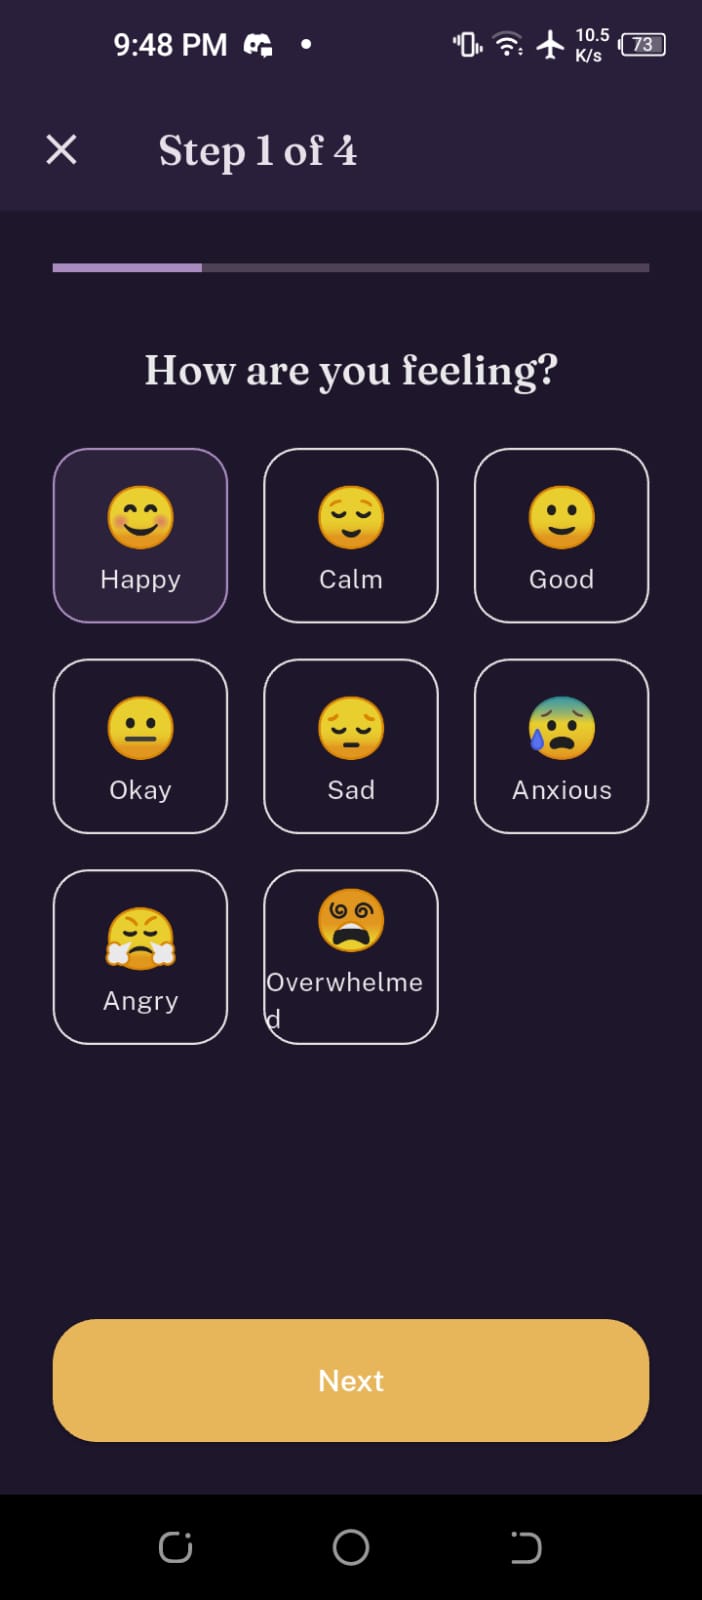 9:48 PM
10.5
K/s
73
Step 1 of 4
How are you feeling?
Happy
Calm
Good
Okay
Sad
Anxious
Angry
Overwhelme
d
Next